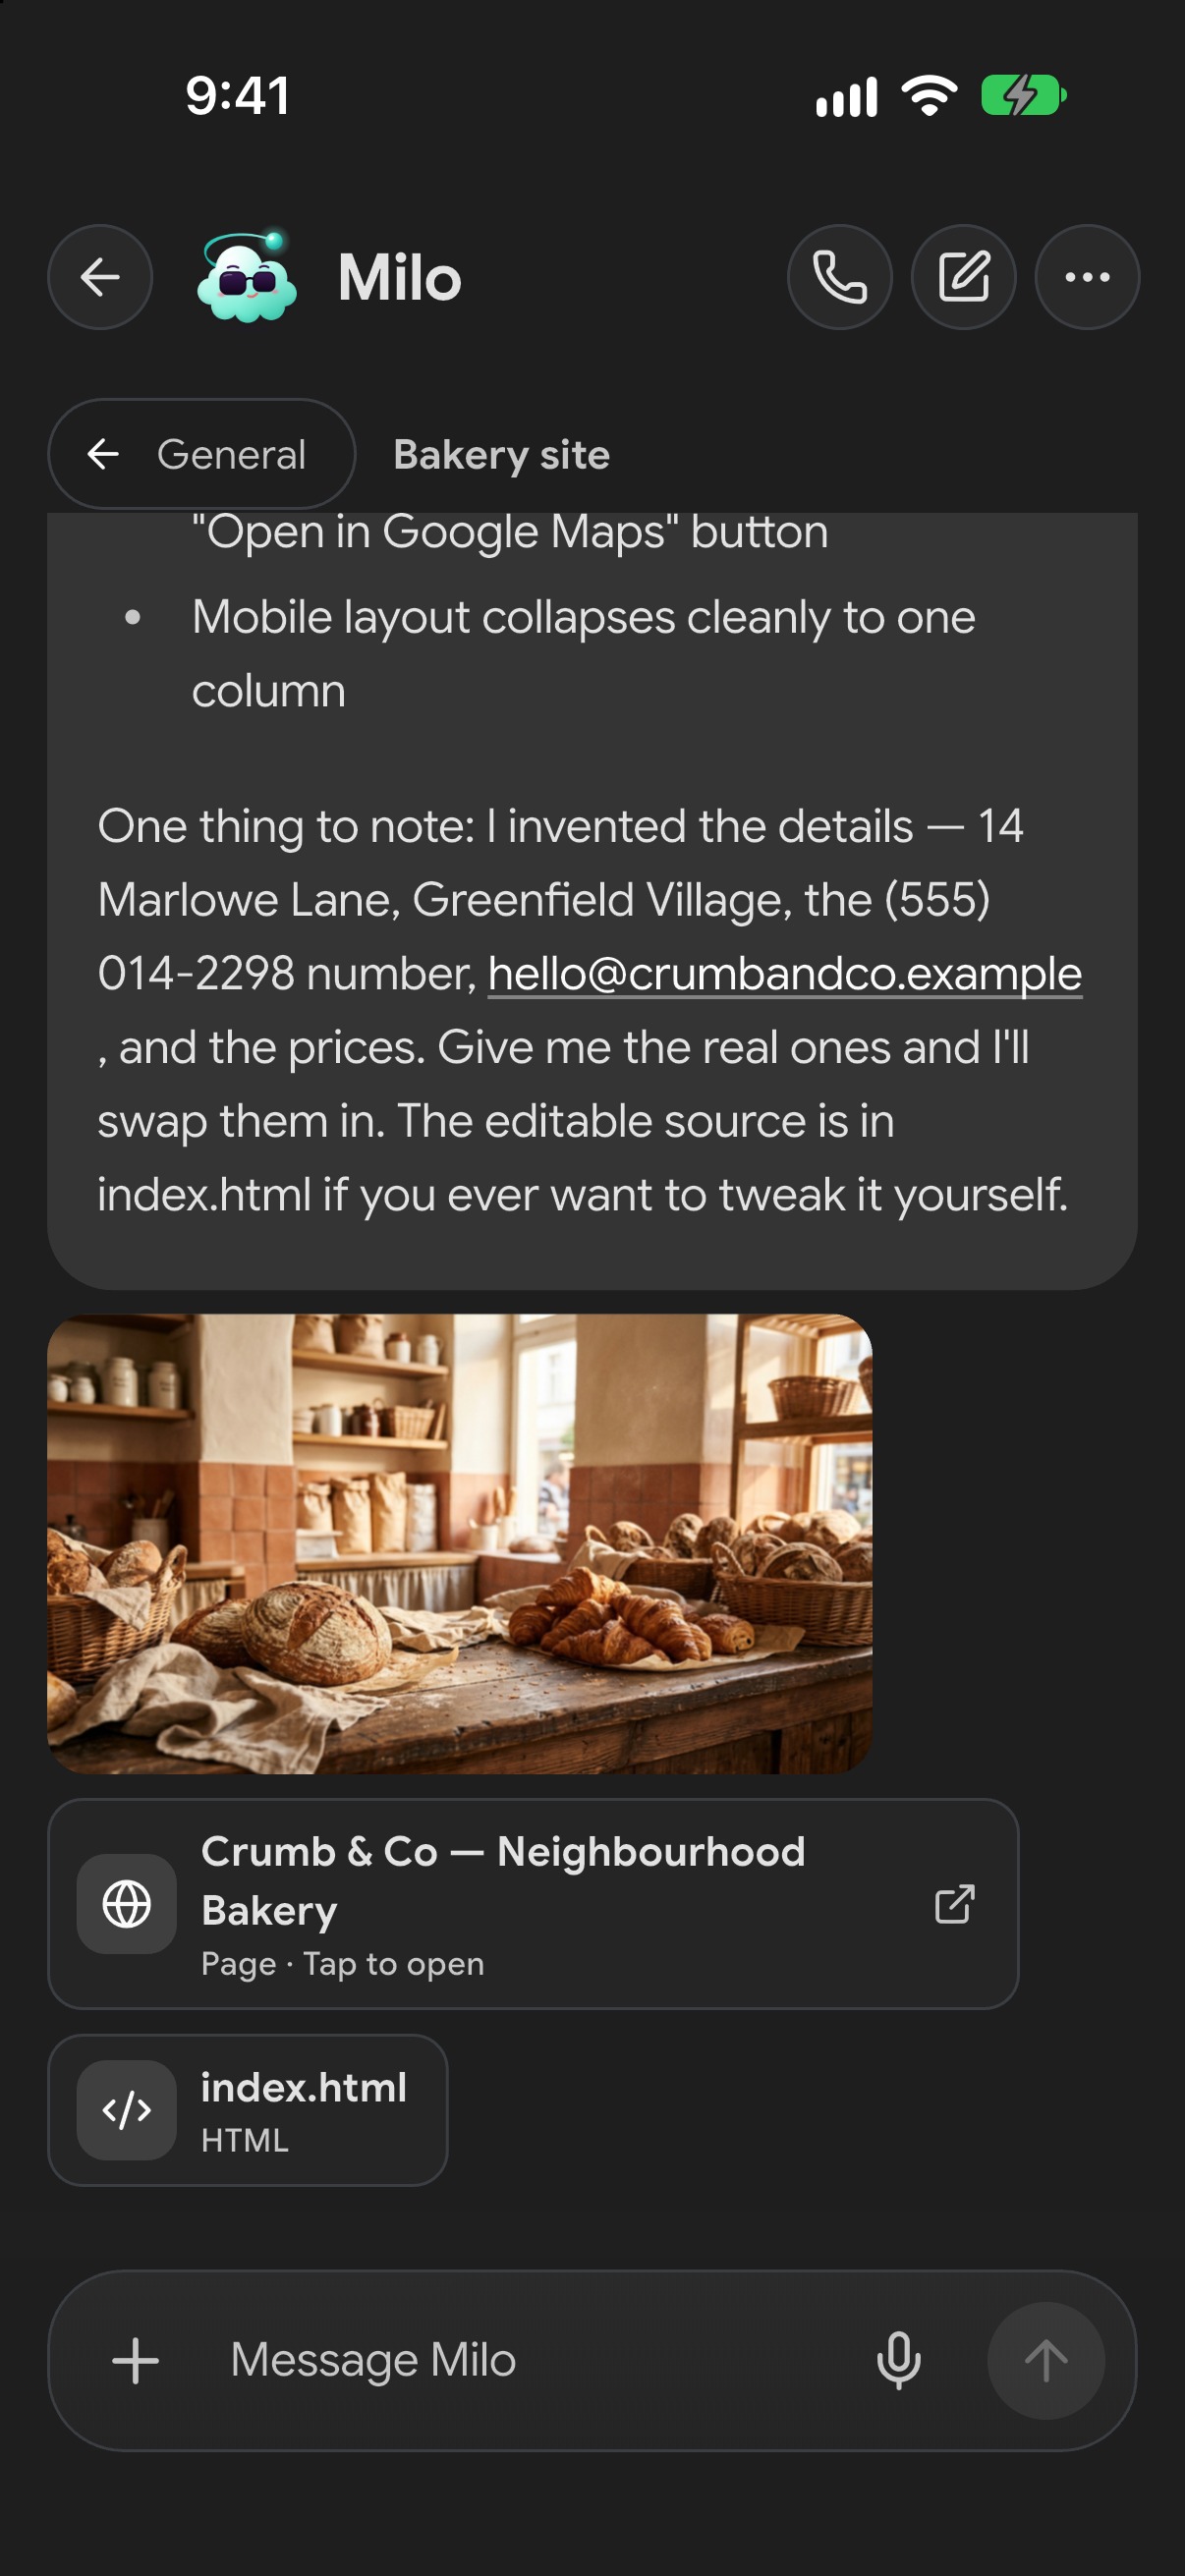 9:41
Milo
General
Bakery site
"Open in Google Maps" button
• Mobile layout collapses cleanly to one
column
One thing to note: I invented the details — 14
Marlowe Lane, Greenfield Village, the (555)
014-2298 number, hello@crumbandco.example
, and the prices. Give me the real ones and I'll
swap them in. The editable source is in
index.html if you ever want to tweak it yourself.
Crumb & Co — Neighbourhood
Bakery
Page · Tap to open
index.html
HTML
Message Milo